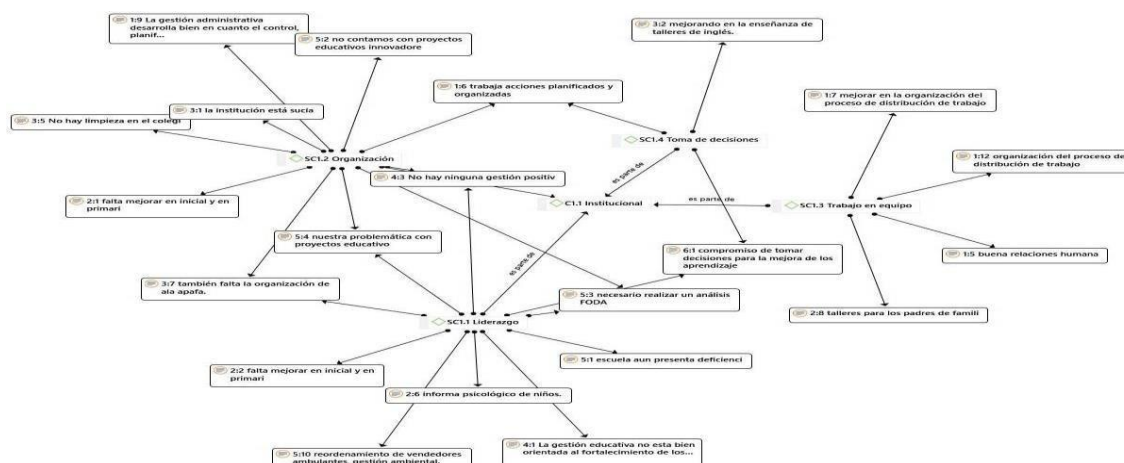 1:9 La gestión administrativa
desarrolla bien en cuanto el control,
planif...
5:2 no contamos con proyectos
educativos innovadore
3:2 mejorando en la enseñanza de
talleres de inglés.
1:6 trabaja acciones planificados y
organizadas
1:7 mejorar en la organización del
proceso de distribución de trabajo
3:1 la institución está sucia
3:5 No hay limpieza en el colegi
SC1.4 Toma de decisiones
SC1.2 Organización
1:12 organización del proceso de
distribución de trabajo
4:3 No hay ninguna gestión positiv
es parte de
2:1 falta mejorar en inicial y en
primari
C1.1 Institucional
es parte de
SC1.3 Trabajo en equipo
5:4 nuestra problemática con
proyectos educativo
6:1 compromiso de tomar
decisiones para la mejora de los
aprendizaje
1:5 buena relaciones humana
es parte de
3:7 también falta la organización de
ala apafa.
5:3 necesario realizar un análisis
FODA
2:8 talleres para los padres de famili
SC1.1 Liderazgo
5:1 escuela aun presenta deficienci
2:2 falta mejorar en inicial y en
primari
2:6 informa psicológico de niños.
4:1 La gestión educativa no esta bien
orientada al fortalecimiento de los...
5:10 reordenamiento de vendedores
ambulantes, gestión ambiental.